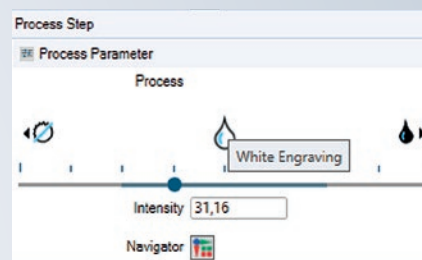 Process Step
Process Parameter
Process
White Engraving
Intensity 31,16
Navigator